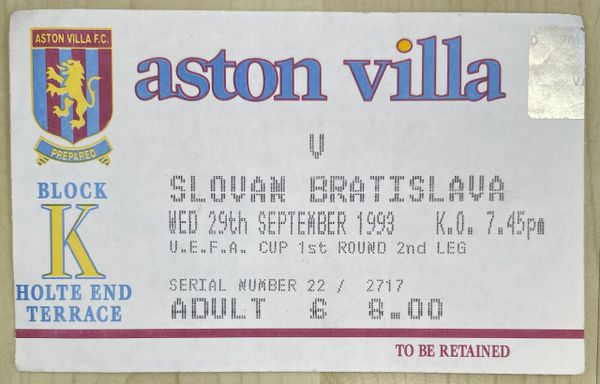 ASTON VILLA F.C.
PREPARED
aston villa
V
SLOVAN BRATISLAVA
WED 29th SEPTEMBER 1993 K.O. 7.45pm
U.E.F.A. CUP 1st ROUND 2nd LEG
SERIAL NUMBER 22 / 2717
ADULT £ 8.00
BLOCK
K
HOLTE END
TERRACE
TO BE RETAINED